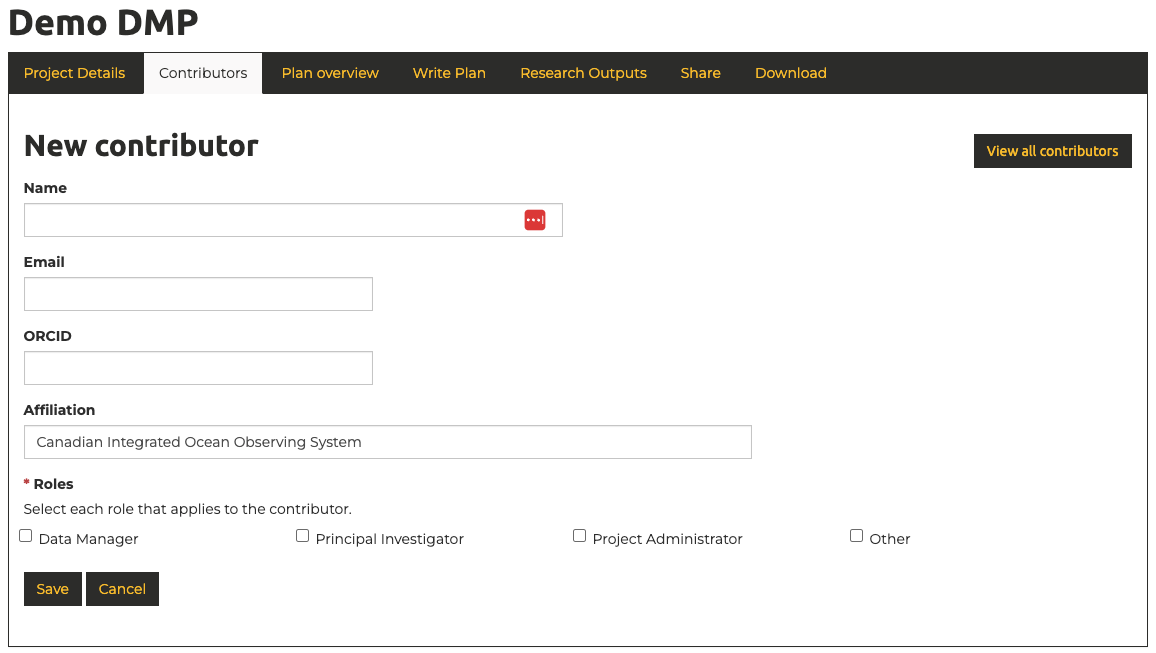 Demo DMP
Project Details Contributors Plan overview Write Plan Research Outputs Share Download
New contributor
View all contributors
Name
Email
ORCID
Affiliation
Canadian Integrated Ocean Observing System
* Roles
Select each role that applies to the contributor.
Data Manager Principal Investigator Project Administrator Other
Save Cancel